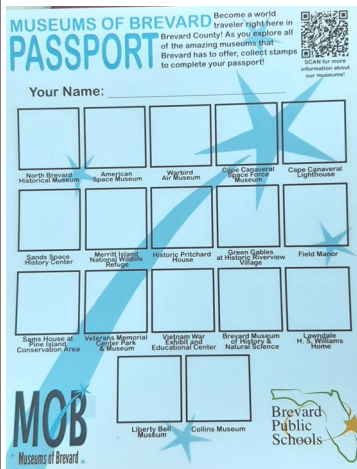 MUSEUMS OF BREVARD
PASSPORT
Become a world
traveler right here in
Brevard County! As you explore all
of the amazing museums that
Brevard has to offer, collect stamps
to complete your passport!
SCAN for more
information about
our museums!
Your Name:
North Brevard
Historical Museum
American
Space Museum
Warbird
Air Museum
Cape Canaveral
Space Force
Museum
Cape Canaveral
Lighthouse
Sands Space
History Center
Merritt Island
National Wildlife
Refuge
Historic Pritchard
House
Green Gables
at Historic Riverview
Village
Field Manor
Sams House at
Pine Island
Conservation Area
Veterans Memorial
Center Park
& Museum
Vietnam War
Exhibit and
Educational Center
Brevard Museum
of History &
Natural Science
Lawndale
H. S. Williams
Home
Liberty Bell
Museum
Collins Museum
MOB
Museums of Brevard
Brevard
Public
Schools